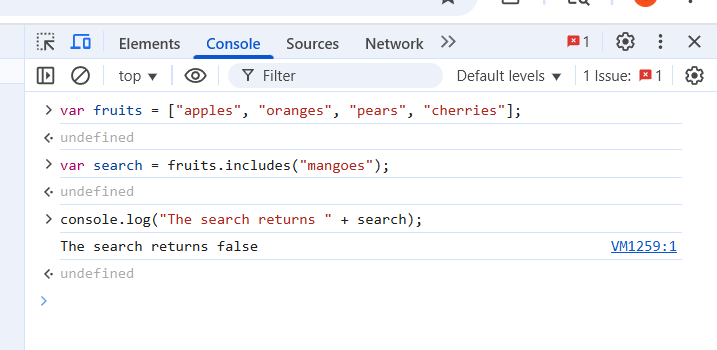 Elements Console Sources Network 1
top Filter Default levels 1 Issue: 1
var fruits = ["apples", "oranges", "pears", "cherries"];
undefined
var search = fruits.includes("mangoes");
undefined
console.log("The search returns " + search);
The search returns false VM1259:1
undefined